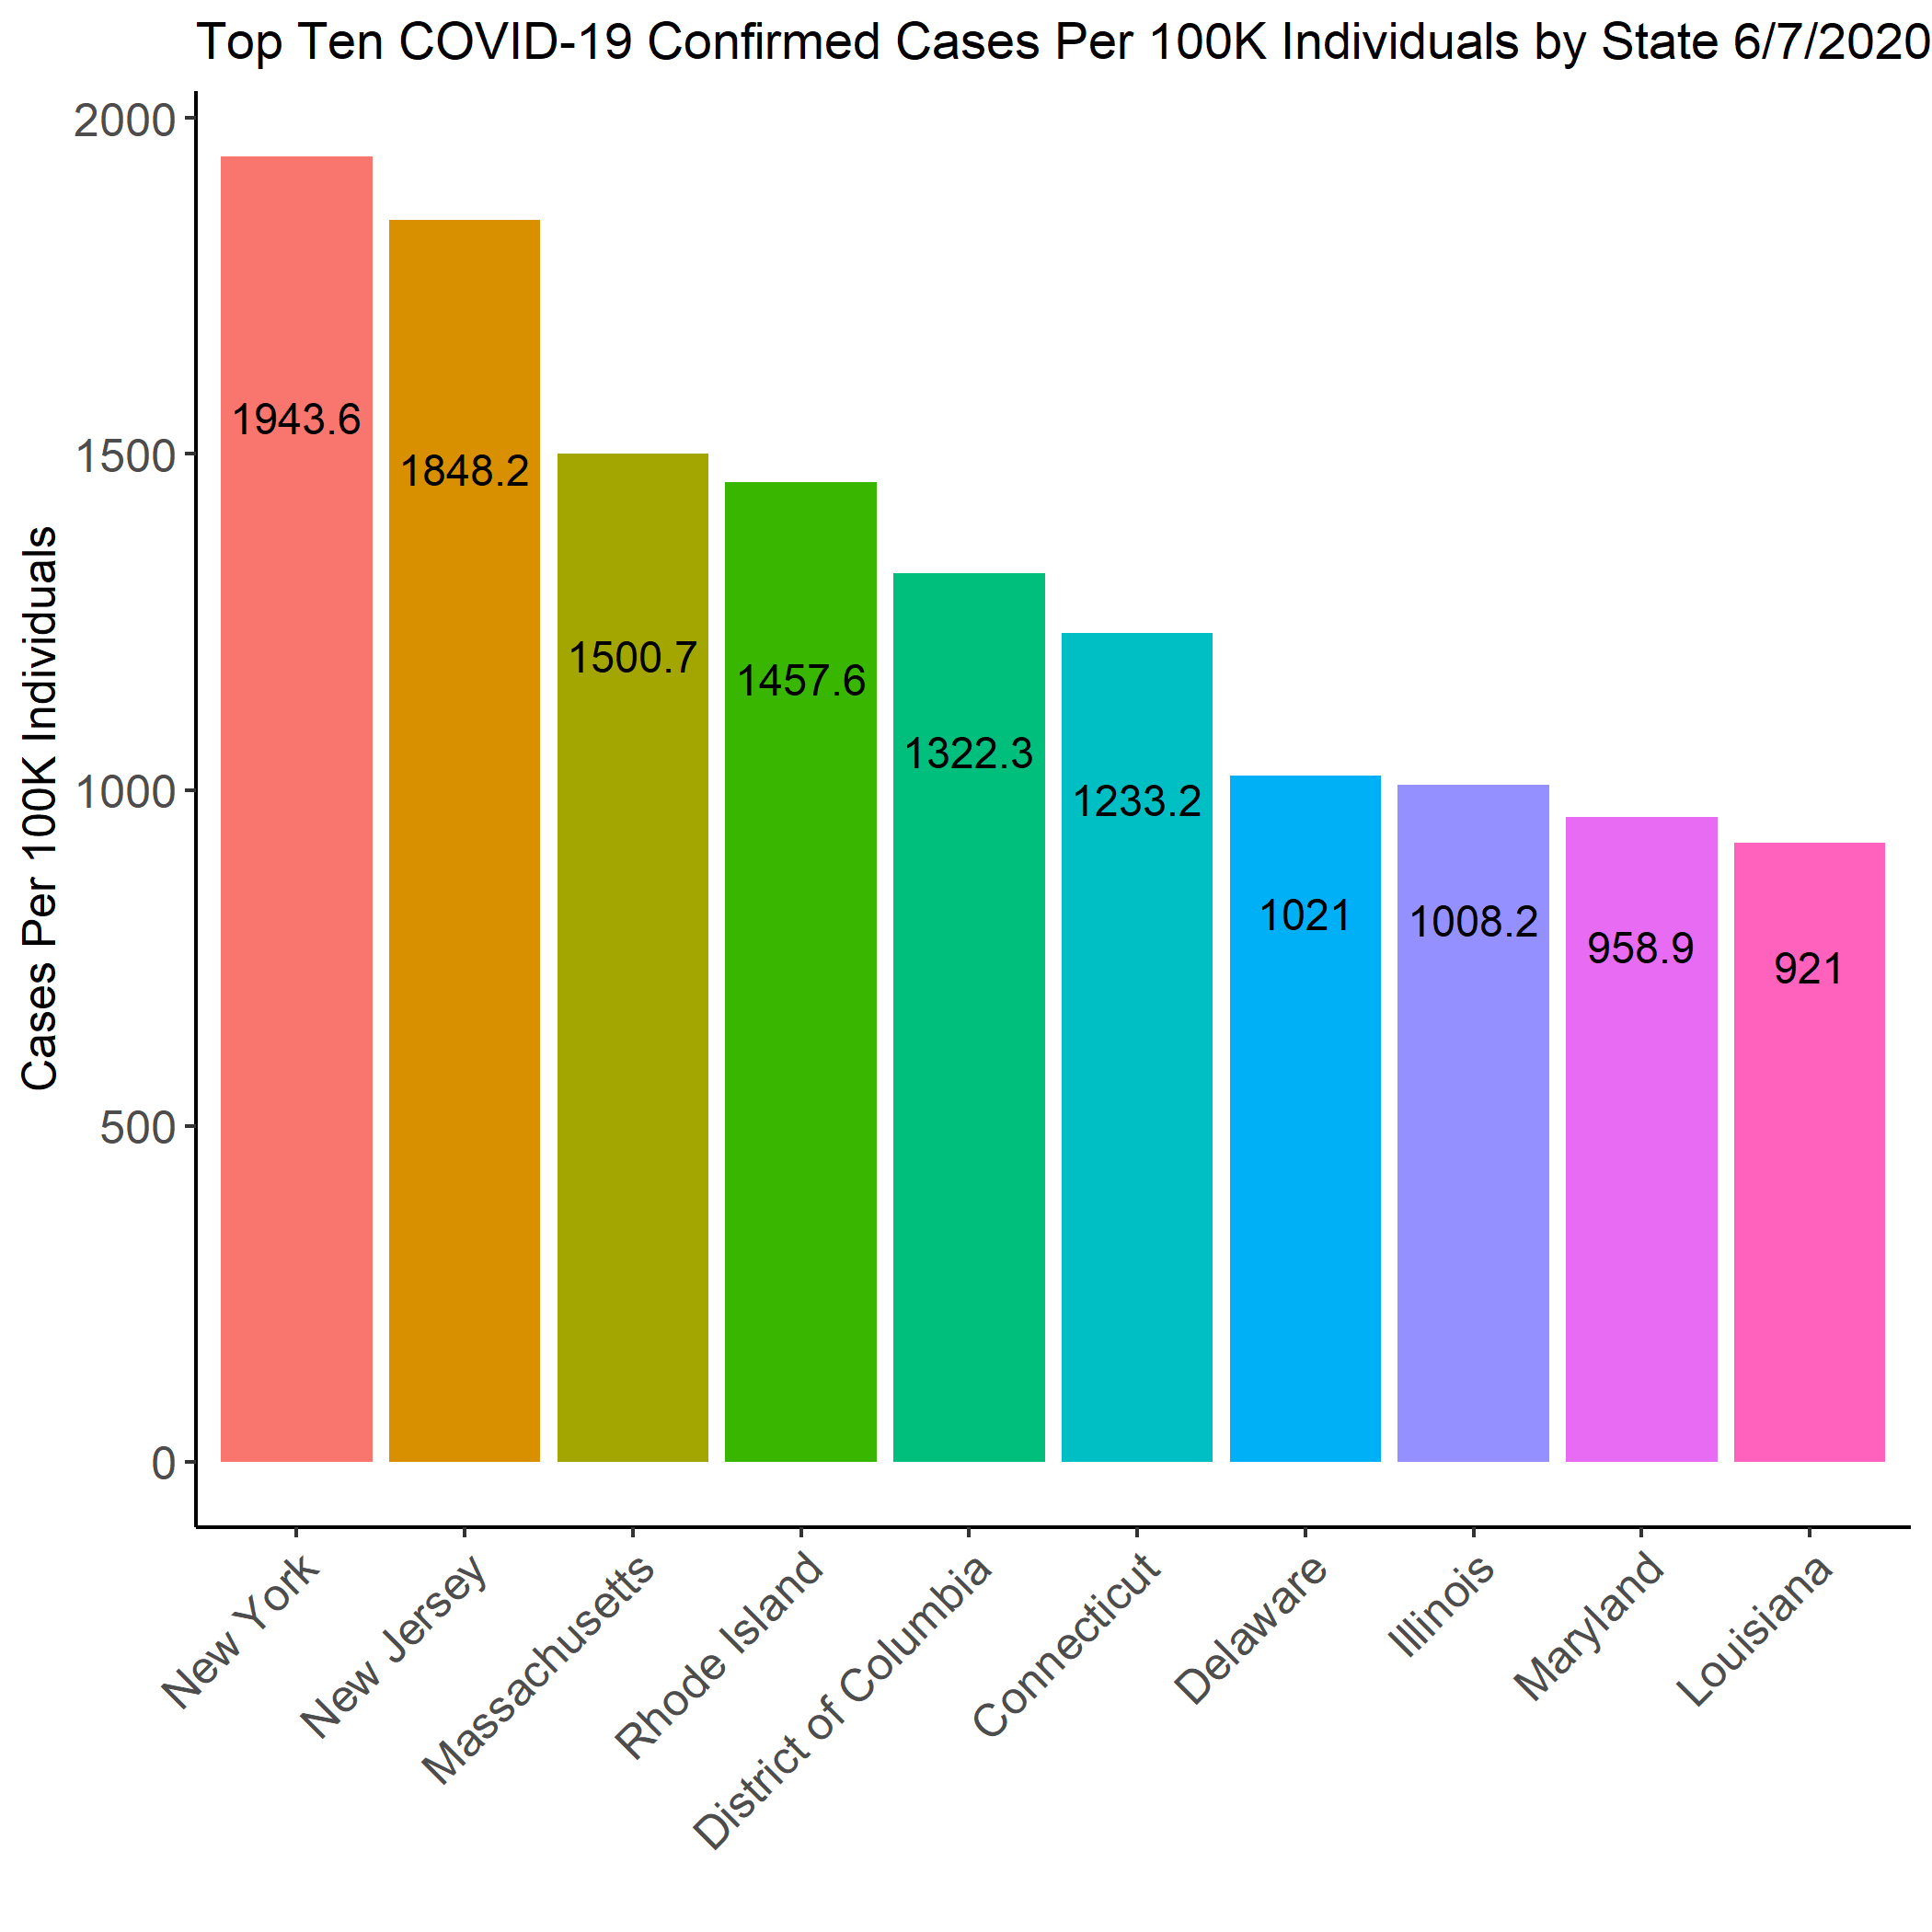 Top Ten COVID-19 Confirmed Cases Per 100K Individuals by State 6/7/2020
Cases Per 100K Individuals
2000
1500
1000
500
0
1943.6
1848.2
1500.7
1457.6
1322.3
1233.2
1021
1008.2
958.9
921
New York
New Jersey
Massachusetts
Rhode Island
District of Columbia
Connecticut
Delaware
Illinois
Maryland
Louisiana